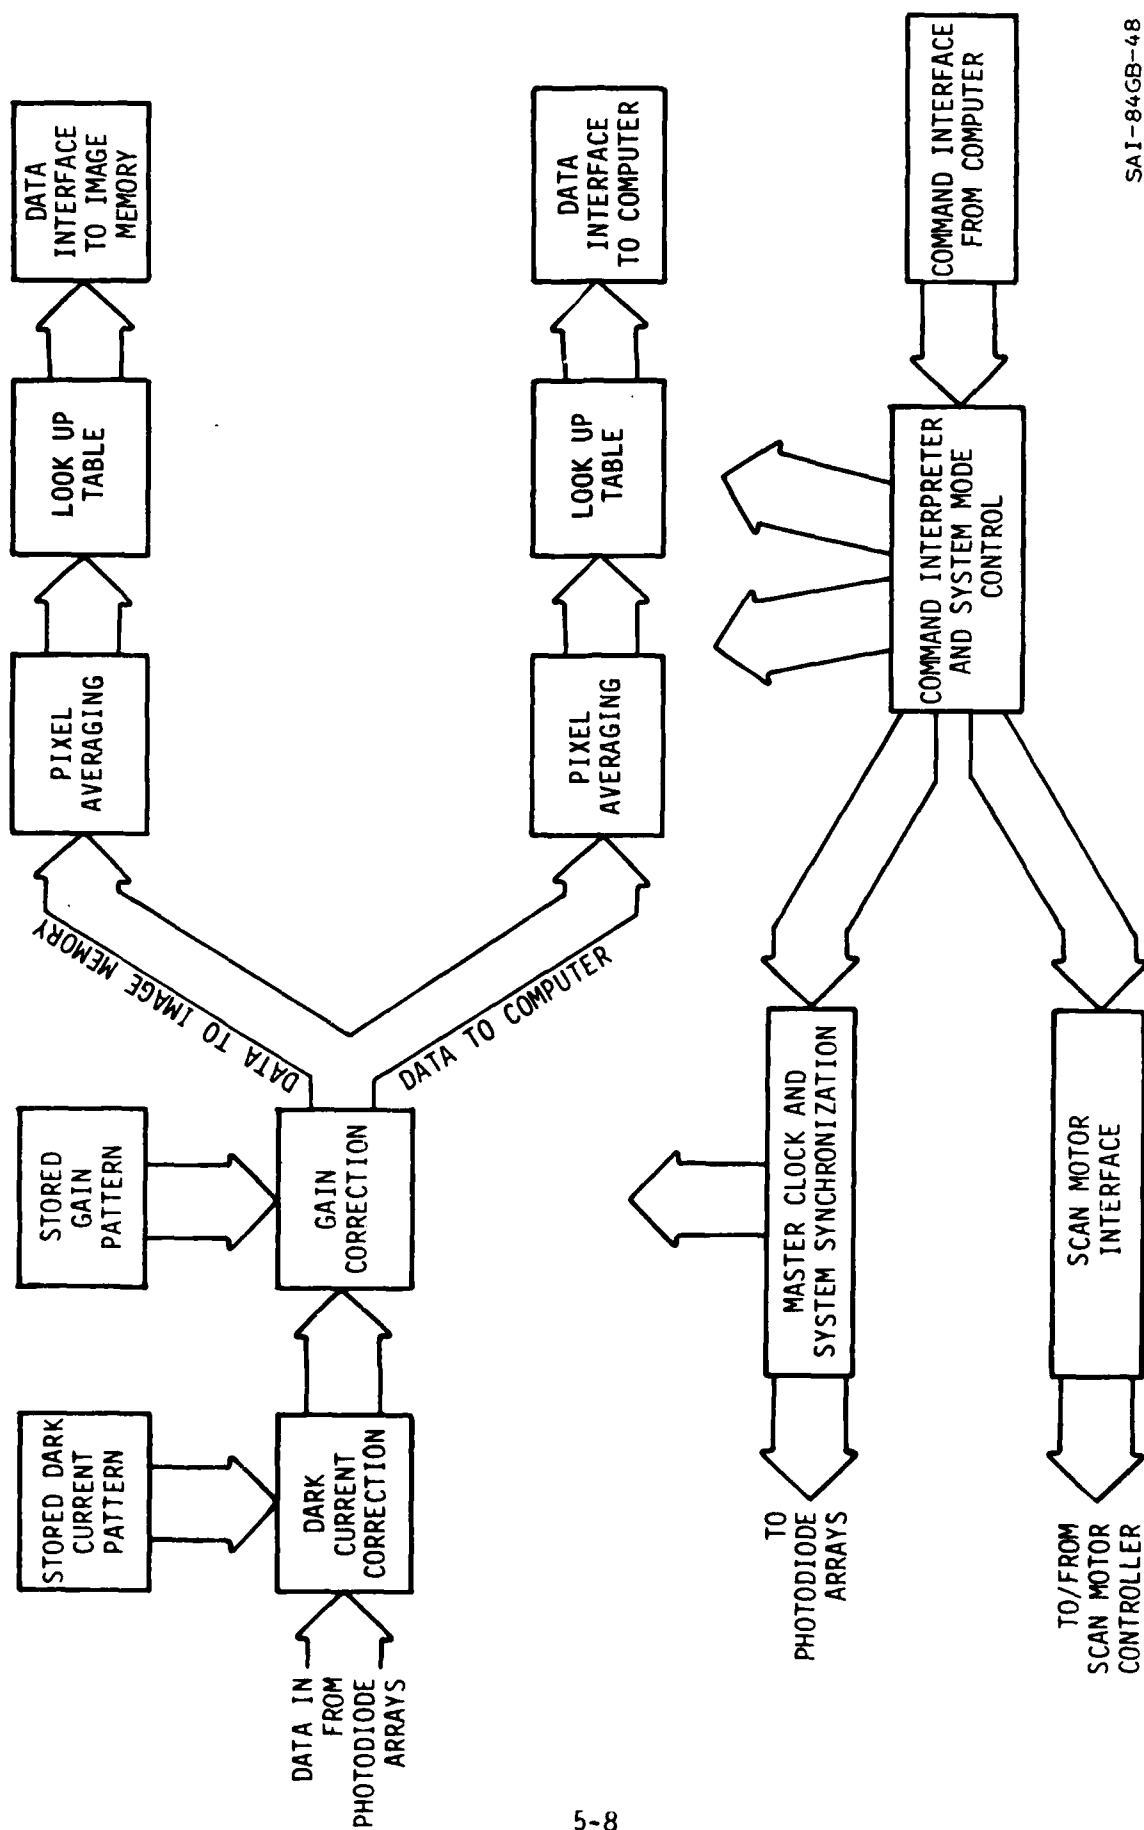 STORED DARK
CURRENT
PATTERN
STORED
GAIN
PATTERN
DATA IN
FROM
PHOTODIODE
ARRAYS
DARK
CURRENT
CORRECTION
GAIN
CORRECTION
DATA TO IMAGE MEMORY
DATA TO COMPUTER
PIXEL
AVERAGING
LOOK UP
TABLE
DATA
INTERFACE
TO IMAGE
MEMORY
PIXEL
AVERAGING
LOOK UP
TABLE
DATA
INTERFACE
TO COMPUTER
TO
PHOTODIODE
ARRAYS
MASTER CLOCK AND
SYSTEM SYNCHRONIZATION
COMMAND INTERPRETER
AND SYSTEM MODE
CONTROL
COMMAND INTERFACE
FROM COMPUTER
TO/FROM
SCAN MOTOR
CONTROLLER
SCAN MOTOR
INTERFACE
SAI-84GB-48
5-8